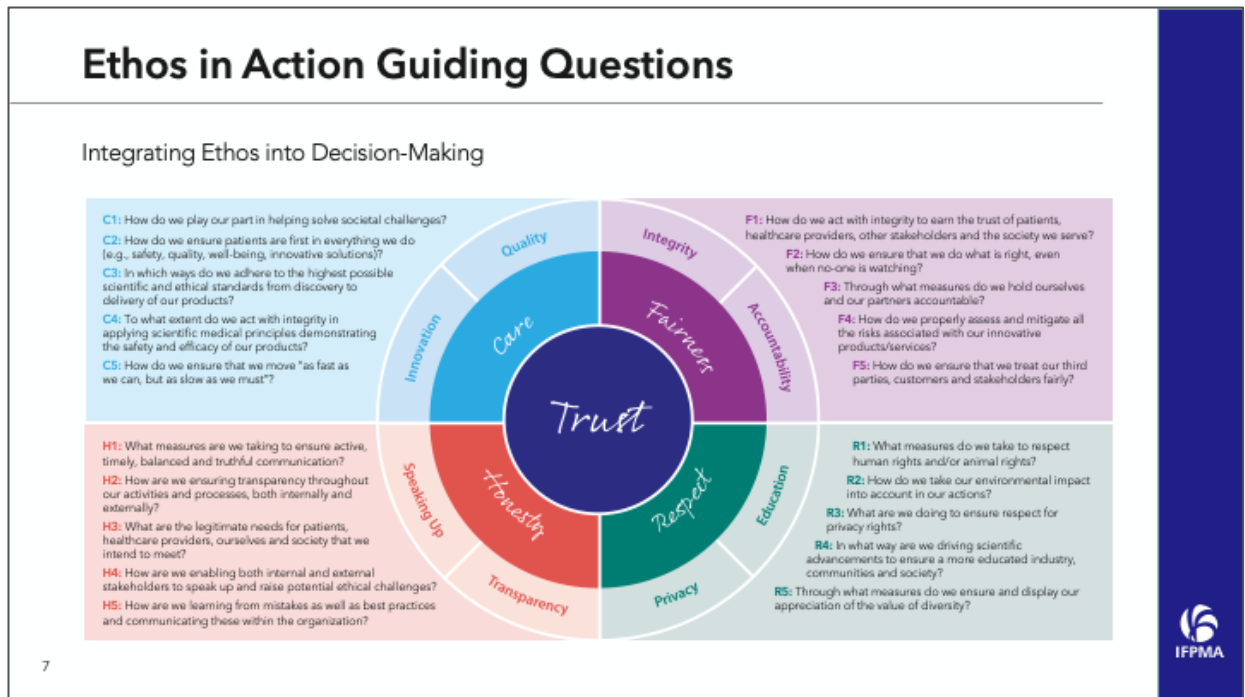 Ethos in Action Guiding Questions
Integrating Ethos into Decision-Making
C1: How do we play our part in helping solve societal challenges?
C2: How do we ensure patients are first in everything we do
(e.g., safety, quality, well-being, innovative solutions)?
C3: In which ways do we adhere to the highest possible
scientific and ethical standards from discovery to
delivery of our products?
C4: To what extent do we act with integrity in
applying scientific medical principles demonstrating
the safety and efficacy of our products?
C5: How do we ensure that we move "as fast as
we can, but as slow as we must"?
Innovation
Quality
Care
Integrity
Accountability
Fairness
F1: How do we act with integrity to earn the trust of patients,
healthcare providers, other stakeholders and the society we serve?
F2: How do we ensure that we do what is right, even
when no-one is watching?
F3: Through what measures do we hold ourselves
and our partners accountable?
F4: How do we properly assess and mitigate all
the risks associated with our innovative
products/services?
F5: How do we ensure that we treat our third
parties, customers and stakeholders fairly?
Trust
H1: What measures are we taking to ensure active,
timely, balanced and truthful communication?
H2: How are we ensuring transparency throughout
our activities and processes, both internally and
externally?
H3: What are the legitimate needs for patients,
healthcare providers, ourselves and society that we
intend to meet?
H4: How are we enabling both internal and external
stakeholders to speak up and raise potential ethical challenges?
H5: How are we learning from mistakes as well as best practices
and communicating these within the organization?
Speaking Up
Transparency
Honesty
Respect
Education
Privacy
R1: What measures do we take to respect
human rights and/or animal rights?
R2: How do we take our environmental impact
into account in our actions?
R3: What are we doing to ensure respect for
privacy rights?
R4: In what way are we driving scientific
advancements to ensure a more educated industry,
communities and society?
R5: Through what measures do we ensure and display our
appreciation of the value of diversity?
7
IFPMA